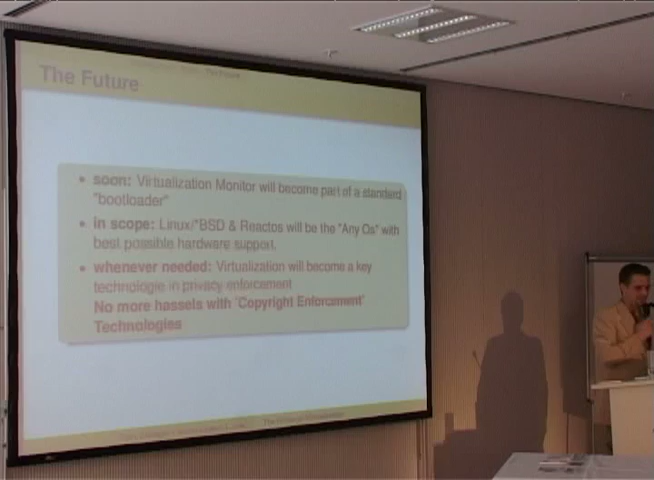 The Future
The Future
• soon: Virtualization Monitor will become part of a standard
"bootloader"
• in scope: Linux/*BSD & Reactos will be the "Any Os" with
best possible hardware support.
• whenever needed: Virtualization will become a key
technologie in privacy enforcement
No more hassels with 'Copyright Enforcement'
Technologies